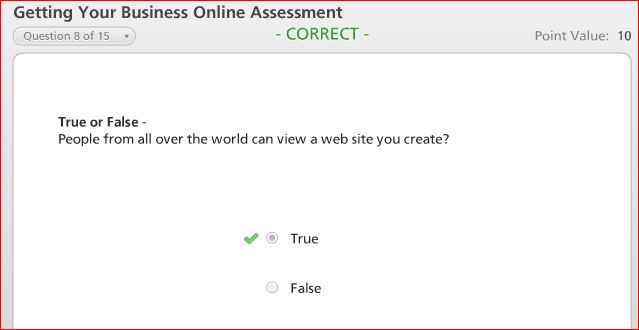 Getting Your Business Online Assessment
Question 8 of 15
- CORRECT -
Point Value: 10
True or False -
People from all over the world can view a web site you create?
True
False